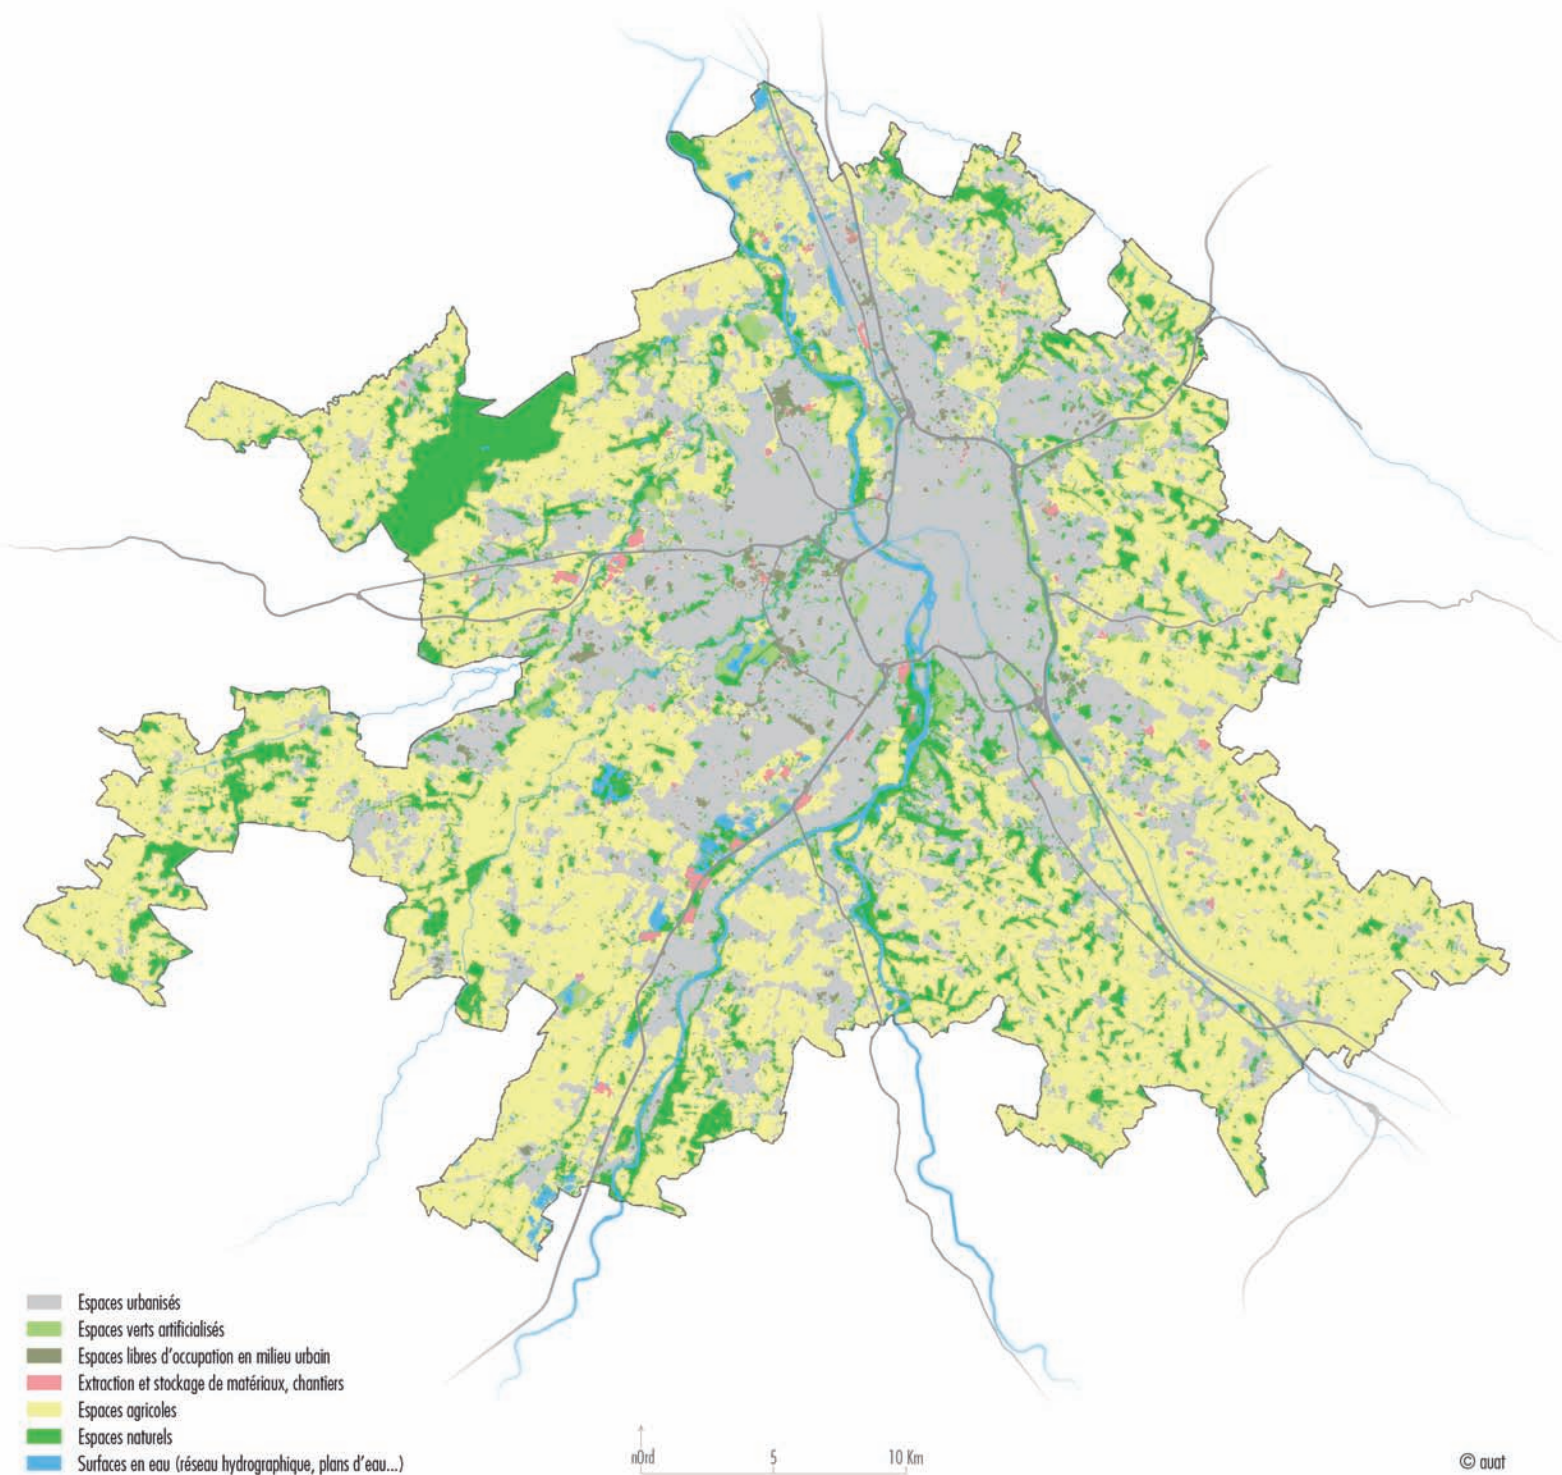 Espaces urbanisés
Espaces verts artificialisés
Espaces libres d'occupation en milieu urbain
Extraction et stockage de matériaux, chantiers
Espaces agricoles
Espaces naturels
Surfaces en eau (réseau hydrographique, plans d'eau...)
nOrd 5 10 Km
© auat